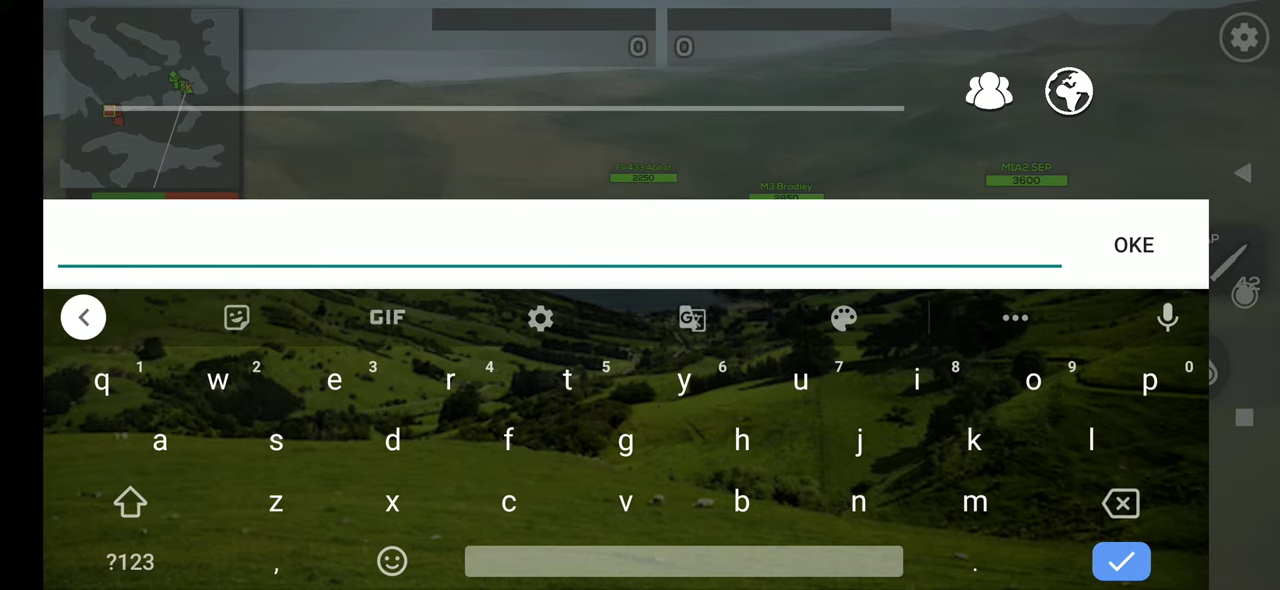 0 0
FV433 Abbot
2250
M1A2 SEP
3600
M3 Bradley
OKE
42
GIF
q 1 w 2 e 3 r 4 t 5 y 6 u 7 i 8 o 9 p 0
a s d f g h j k l
z x c v b n m
?123 , .